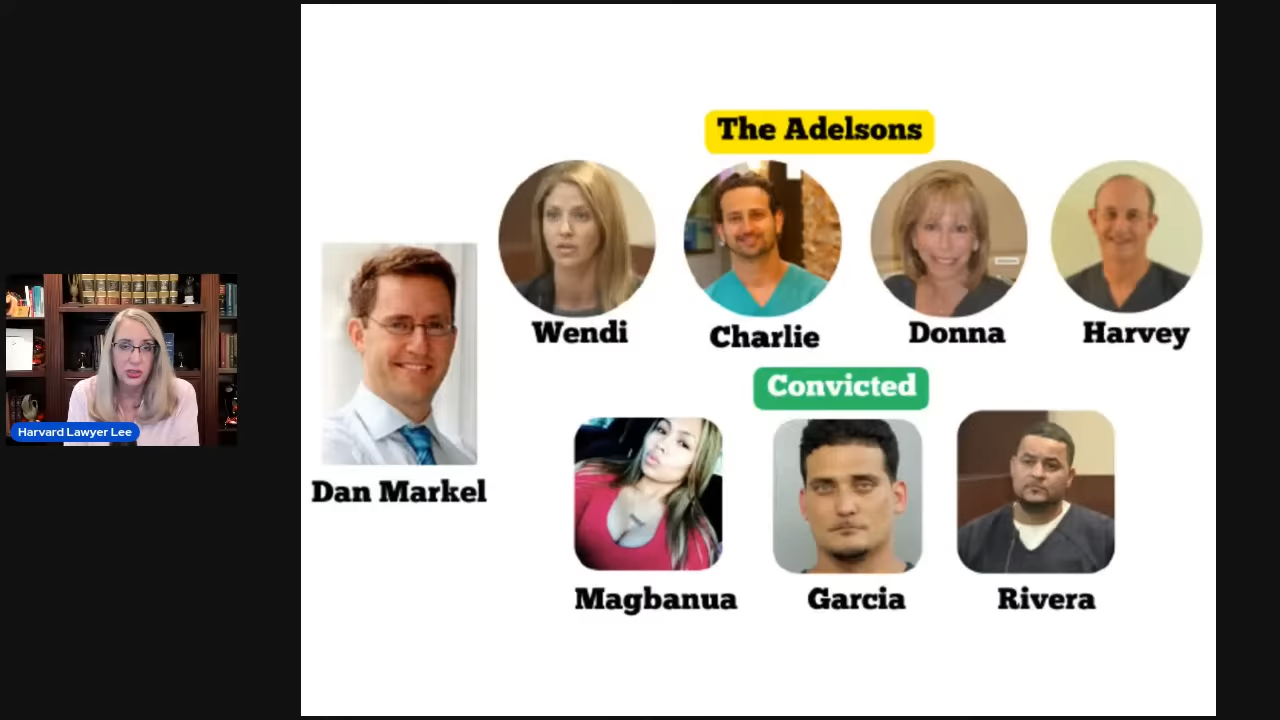 The Adelsons
Wendi
Charlie
Donna
Harvey
Convicted
Harvard Lawyer Lee
Dan Markel
Magbanua
Garcia
Rivera